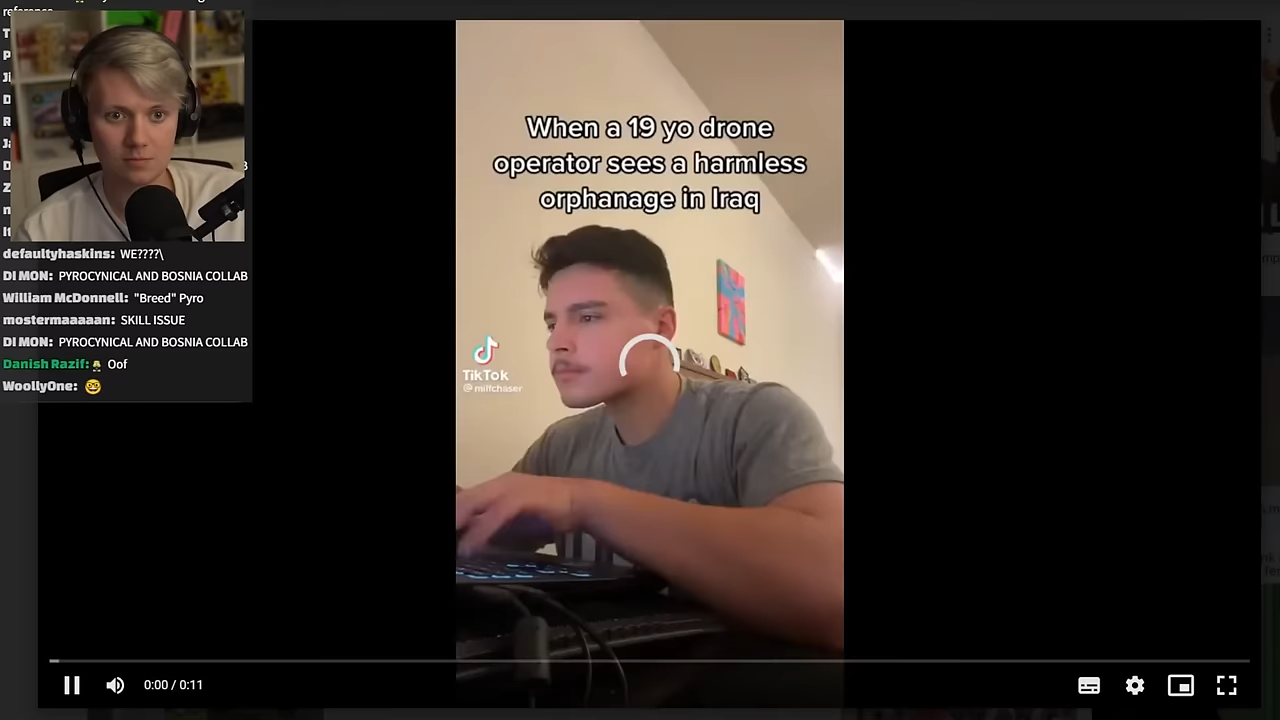 reference
defaultyhaskins: WE????\
DI MON: PYROCYNICAL AND BOSNIA COLLAB
William McDonnell: "Breed" Pyro
mostermaaaaan: SKILL ISSUE
DI MON: PYROCYNICAL AND BOSNIA COLLAB
Danish Razif: Oof
WoollyOne: 🤓
When a 19 yo drone
operator sees a harmless
orphanage in Iraq
TikTok
@milfchaser
0:00 / 0:11